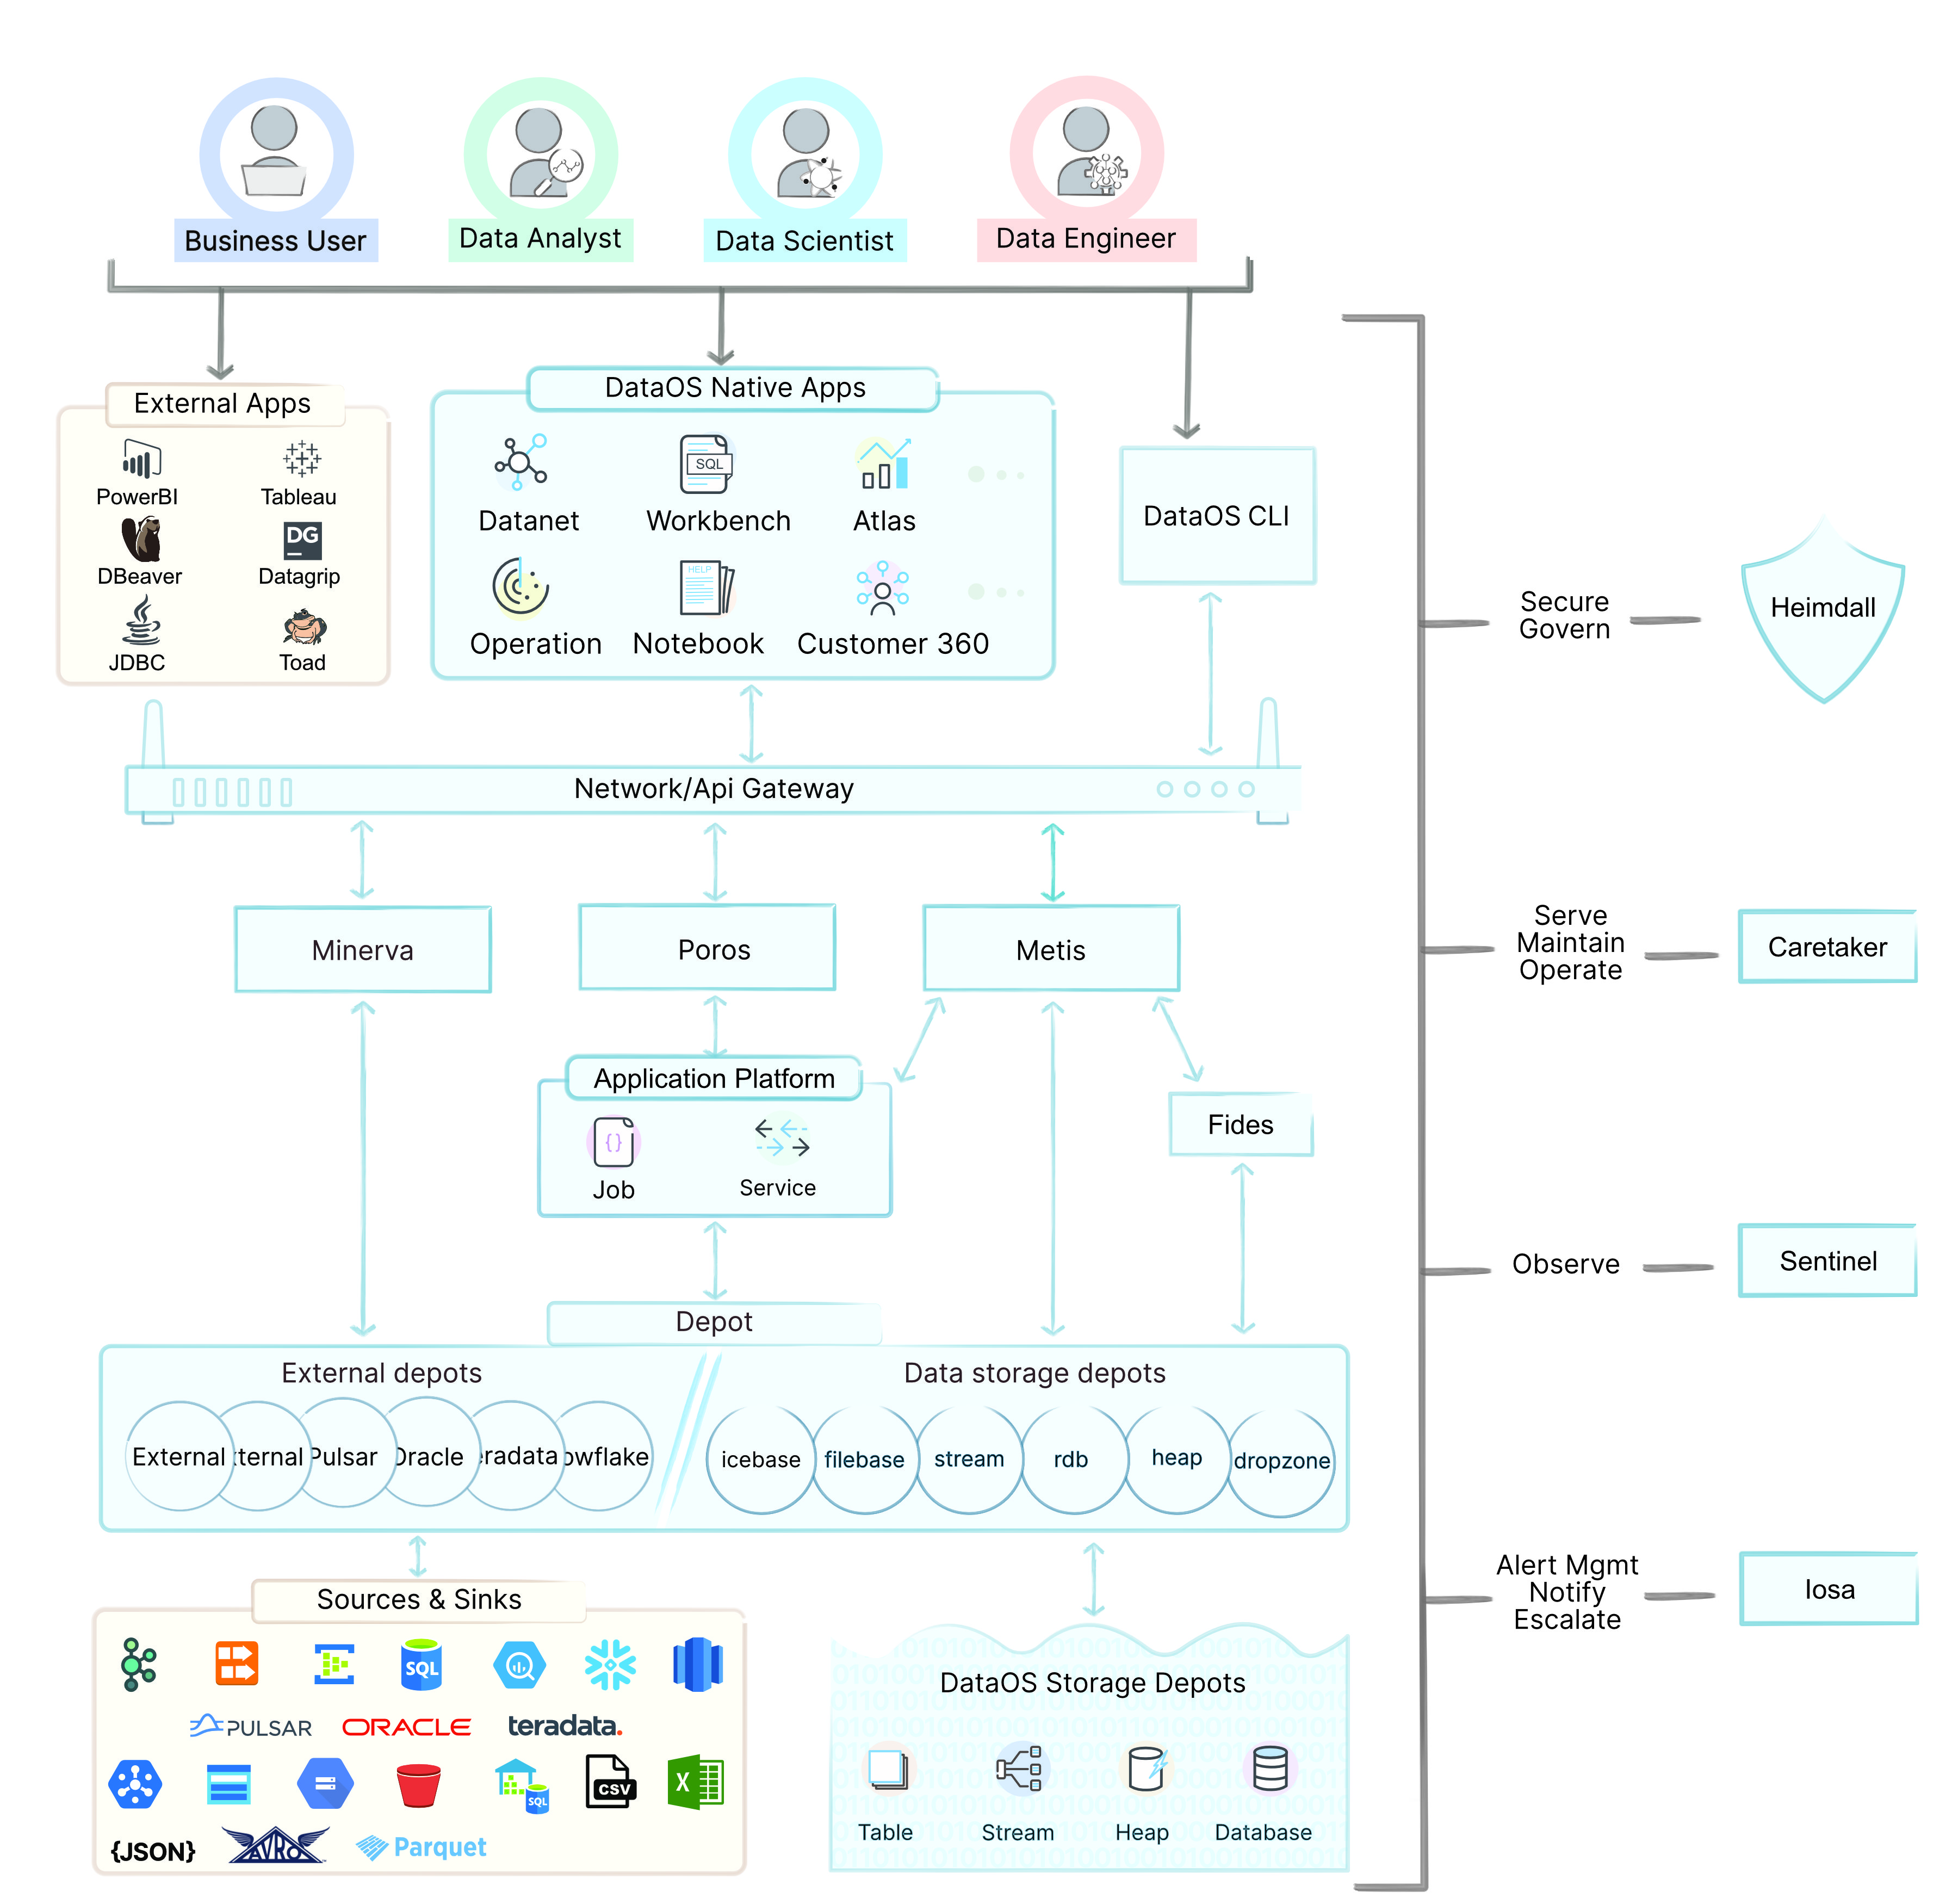 Business User
Data Analyst
Data Scientist
Data Engineer
External Apps
PowerBI
Tableau
DBeaver
DG
Datagrip
JDBC
Toad
DataOS Native Apps
Datanet
SQL
Workbench
Atlas
Operation
HELP
Notebook
Customer 360
DataOS CLI
Network/Api Gateway
Minerva
Poros
Metis
Application Platform
{}
Job
Service
Fides
Depot
External depots
External
ternal
Pulsar
Oracle
eradata
owflake
Data storage depots
icebase
filebase
stream
rdb
heap
dropzone
Sources & Sinks
SQL
PULSAR
ORACLE
teradata.
SQL
CSV
X
{JSON}
AVRO
Parquet
DataOS Storage Depots
Table
Stream
Heap
Database
Secure
Govern
Heimdall
Serve
Maintain
Operate
Caretaker
Observe
Sentinel
Alert Mgmt
Notify
Escalate
Iosa